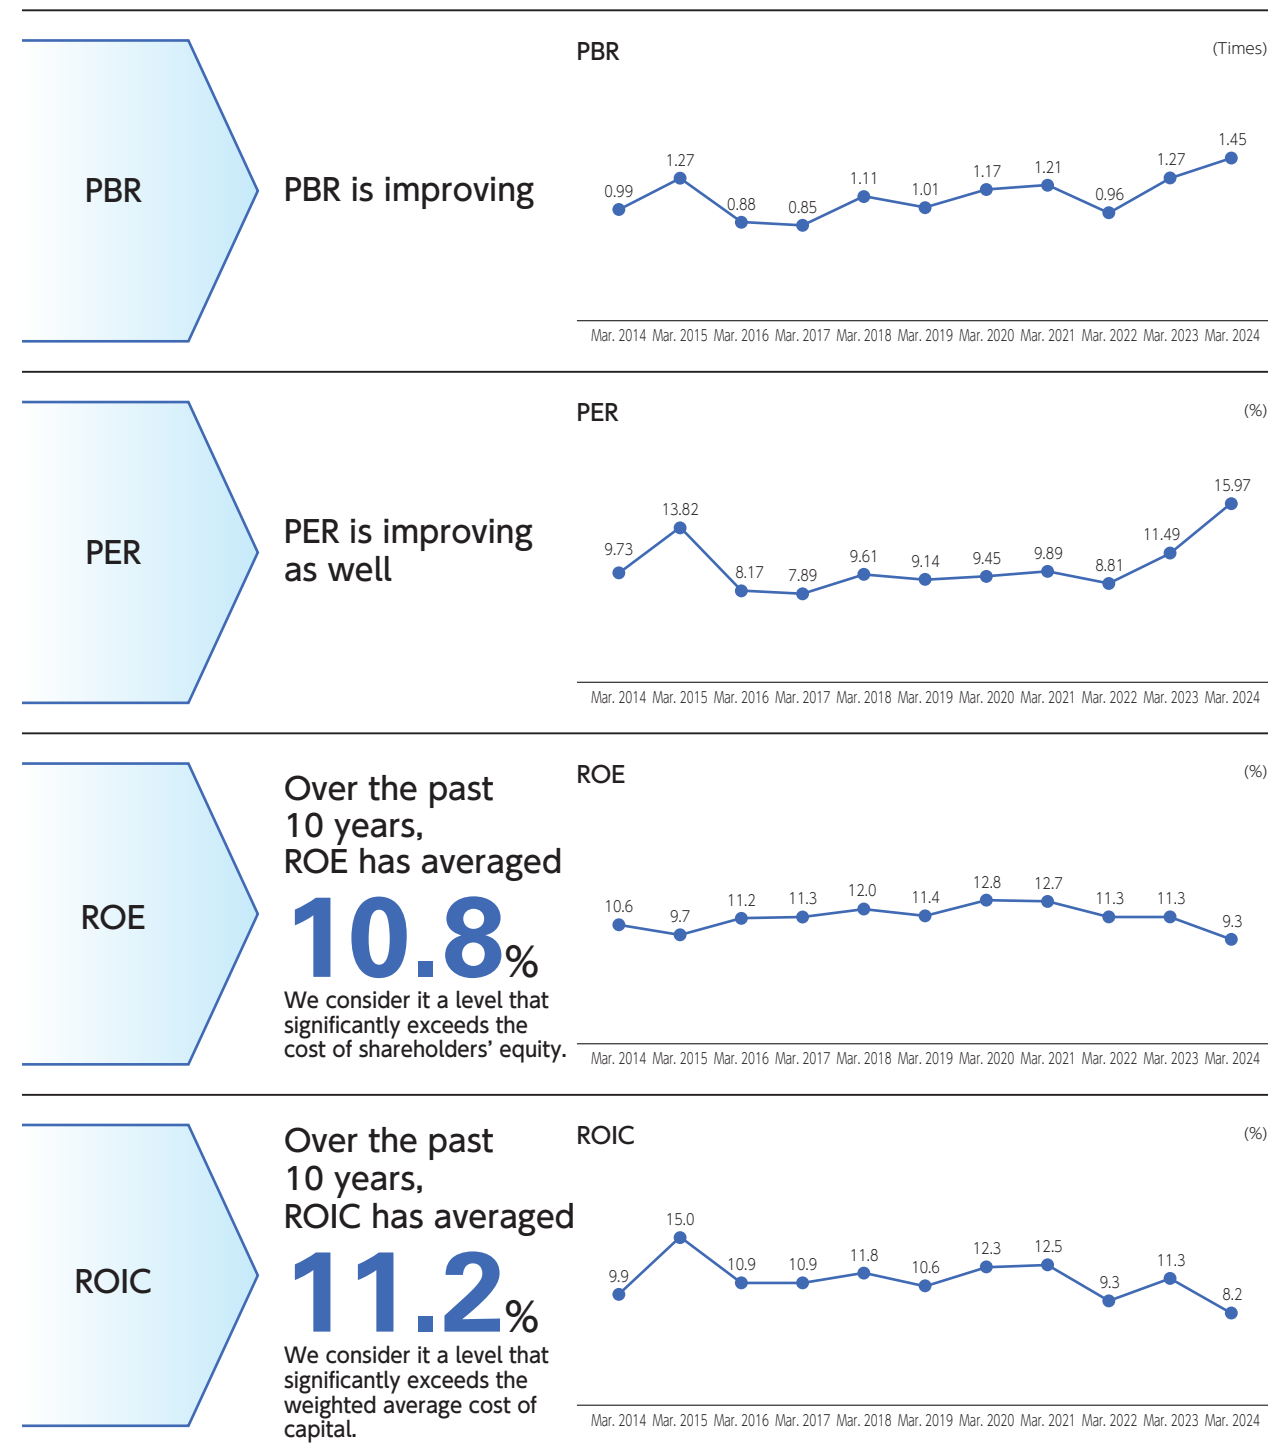 PBR
PBR is improving
PBR
(Times)
0.99
1.27
0.88
0.85
1.11
1.01
1.17
1.21
0.96
1.27
1.45
Mar. 2014 Mar. 2015 Mar. 2016 Mar. 2017 Mar. 2018 Mar. 2019 Mar. 2020 Mar. 2021 Mar. 2022 Mar. 2023 Mar. 2024
PER
PER is improving
as well
PER
(%)
9.73
13.82
8.17
7.89
9.61
9.14
9.45
9.89
8.81
11.49
15.97
Mar. 2014 Mar. 2015 Mar. 2016 Mar. 2017 Mar. 2018 Mar. 2019 Mar. 2020 Mar. 2021 Mar. 2022 Mar. 2023 Mar. 2024
ROE
Over the past
10 years,
ROE has averaged
10.8%
We consider it a level that
significantly exceeds the
cost of shareholders’ equity.
ROE
(%)
10.6
9.7
11.2
11.3
12.0
11.4
12.8
12.7
11.3
11.3
9.3
Mar. 2014 Mar. 2015 Mar. 2016 Mar. 2017 Mar. 2018 Mar. 2019 Mar. 2020 Mar. 2021 Mar. 2022 Mar. 2023 Mar. 2024
ROIC
Over the past
10 years,
ROIC has averaged
11.2%
We consider it a level that
significantly exceeds the
weighted average cost of
capital.
ROIC
(%)
9.9
15.0
10.9
10.9
11.8
10.6
12.3
12.5
9.3
11.3
8.2
Mar. 2014 Mar. 2015 Mar. 2016 Mar. 2017 Mar. 2018 Mar. 2019 Mar. 2020 Mar. 2021 Mar. 2022 Mar. 2023 Mar. 2024